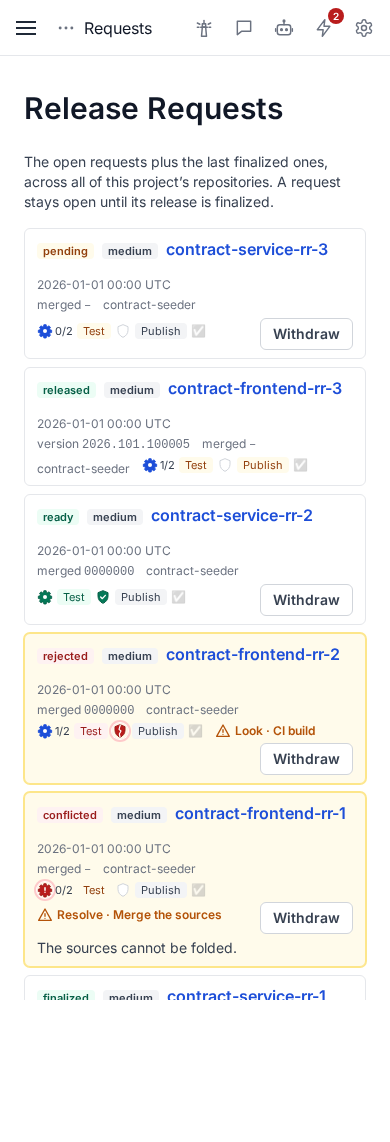 Requests
2
Release Requests
The open requests plus the last finalized ones,
across all of this project's repositories. A request
stays open until its release is finalized.
pending medium contract-service-rr-3
2026-01-01 00:00 UTC
merged – contract-seeder
0/2 Test Publish
Withdraw
released medium contract-frontend-rr-3
2026-01-01 00:00 UTC
version 2026.101.100005 merged –
contract-seeder 1/2 Test Publish
ready medium contract-service-rr-2
2026-01-01 00:00 UTC
merged 0000000 contract-seeder
Test Publish
Withdraw
rejected medium contract-frontend-rr-2
2026-01-01 00:00 UTC
merged 0000000 contract-seeder
1/2 Test Publish Look · CI build
Withdraw
conflicted medium contract-frontend-rr-1
2026-01-01 00:00 UTC
merged – contract-seeder
0/2 Test Publish
Resolve · Merge the sources
Withdraw
The sources cannot be folded.
finalized medium contract-service-rr-1